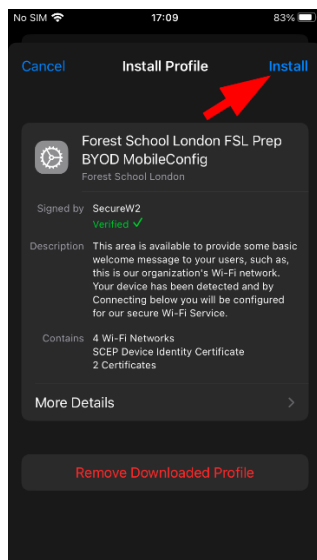 No SIM 17:09 83%
Cancel Install Profile Install
Forest School London FSL Prep
BYOD MobileConfig
Forest School London
Signed by SecureW2
Verified ✓
Description This area is available to provide some basic
welcome message to your users, such as,
this is our organization's Wi-Fi network.
Your device has been detected and by
Connecting below you will be configured
for our secure Wi-Fi Service.
Contains 4 Wi-Fi Networks
SCEP Device Identity Certificate
2 Certificates
More Details
Remove Downloaded Profile